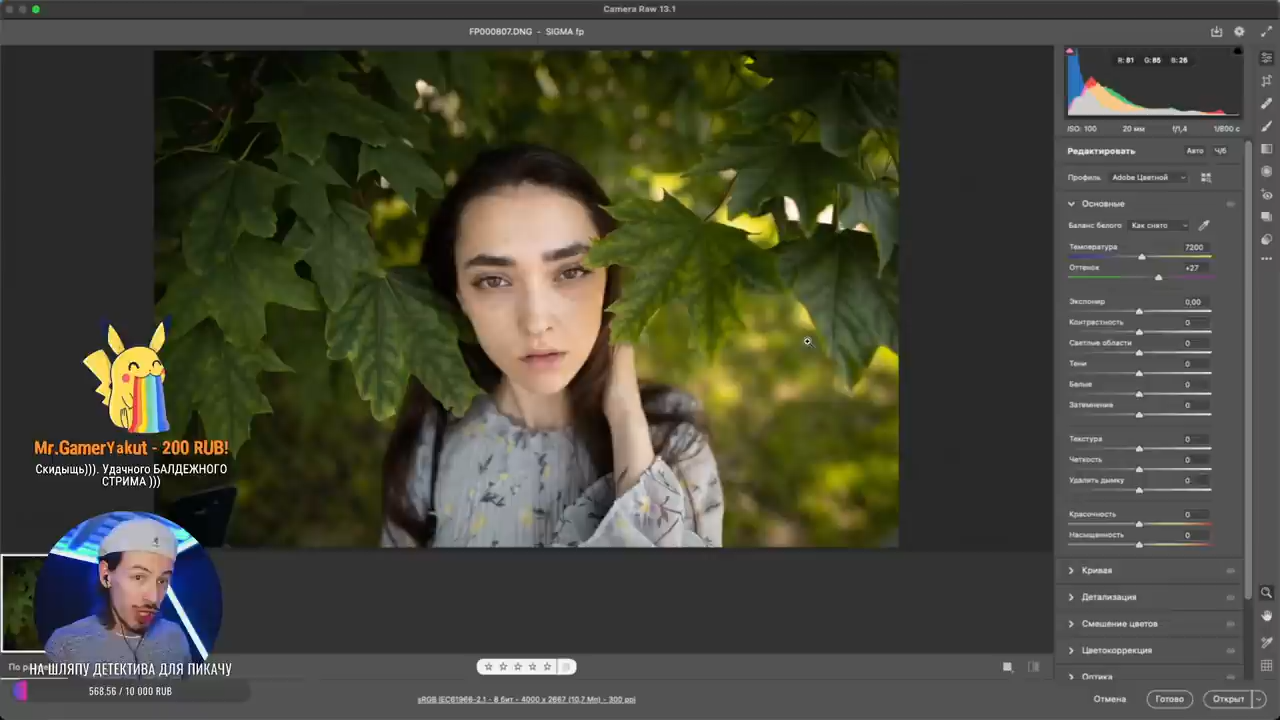 Camera Raw 13.1
FP000807.DNG - SIGMA fp
R: 81 G: 85 B: 26
ISO: 100 20 мм f/1,4 1/800 с
Редактировать Авто Ч/б
Профиль Adobe Цветной
Основные
Баланс белого Как снято
Температура 7200
Оттенок +27
Экспонир 0,00
Контрастность 0
Светлые области 0
Тени 0
Белые 0
Затемнение 0
Текстура 0
Четкость 0
Удалить дымку 0
Красочность 0
Насыщенность 0
Кривая
Детализация
Смешение цветов
Цветокоррекция
Оптика
Mr.GamerYakut - 200 RUB!
Скидыщь))). Удачного БАЛДЕЖНОГО
СТРИМА )))
По
НА ШЛЯПУ ДЕТЕКТИВА ДЛЯ ПИКАЧУ
568.56 / 10 000 RUB
sRGB IEC61966-2.1 - 8 бит - 4000 x 2667 (10,7 Мп) - 300 ppi
Отмена Готово Открыт